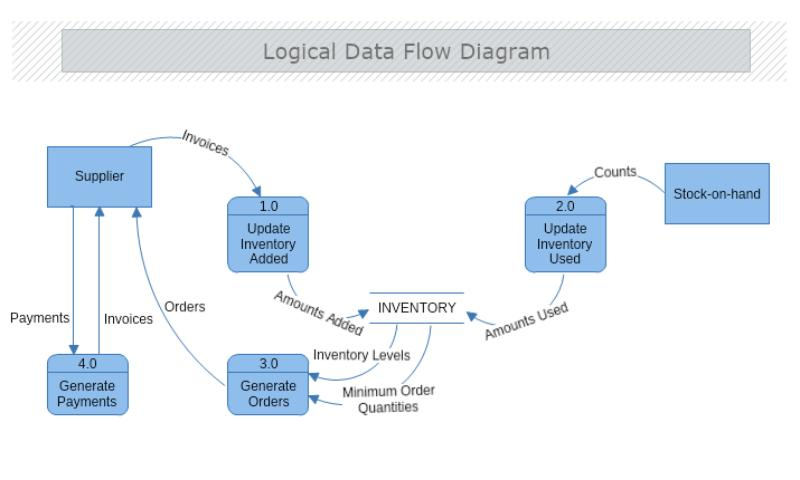 Logical Data Flow Diagram
Invoices
Supplier
Counts
Stock-on-hand
1.0
Update
Inventory
Added
2.0
Update
Inventory
Used
Amounts Added
INVENTORY
Amounts Used
Orders
Payments
Invoices
Inventory Levels
4.0
Generate
Payments
3.0
Generate
Orders
Minimum Order
Quantities